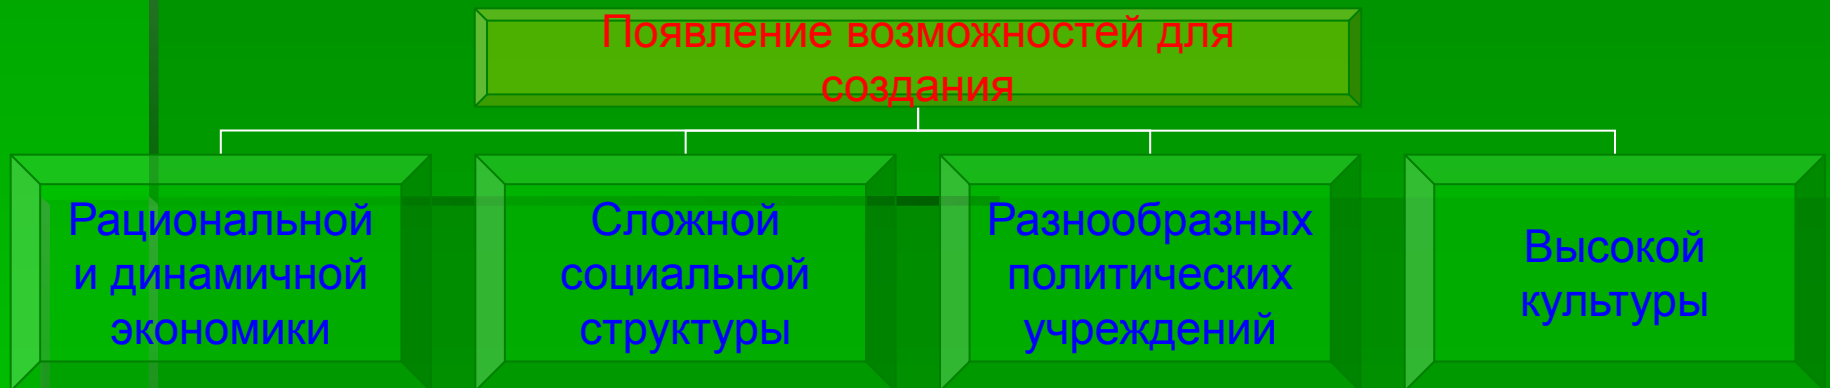 Появление возможностей для
создания
Рациональной
и динамичной
экономики
Сложной
социальной
структуры
Разнообразных
политических
учреждений
Высокой
культуры